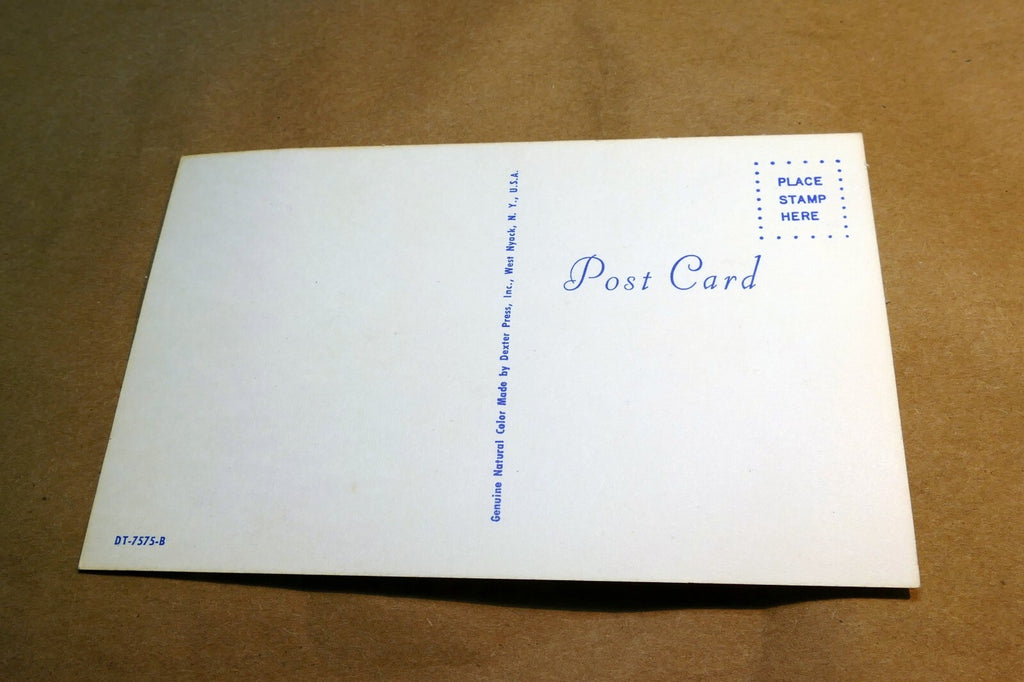 PLACE
STAMP
HERE
Post Card
Genuine Natural Color Made by Dexter Press, Inc., West Nyack, N. Y., U.S.A.
DT-7575-B